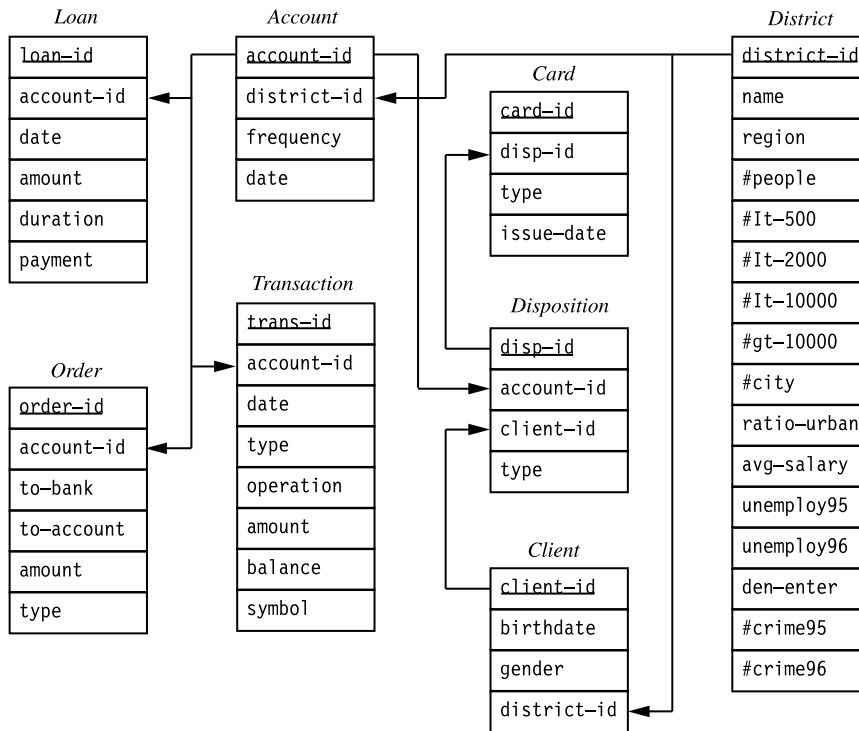 Loan
loan–id
account–id
date
amount
duration
payment
Order
order–id
account–id
to–bank
to–account
amount
type
Account
account–id
district–id
frequency
date
Transaction
trans–id
account–id
date
type
operation
amount
balance
symbol
Card
card–id
disp–id
type
issue–date
Disposition
disp–id
account–id
client–id
type
Client
client–id
birthdate
gender
district–id
District
district–id
name
region
#people
#It–500
#It–2000
#It–10000
#gt–10000
#city
ratio–urban
avg–salary
unemploy95
unemploy96
den–enter
#crime95
#crime96